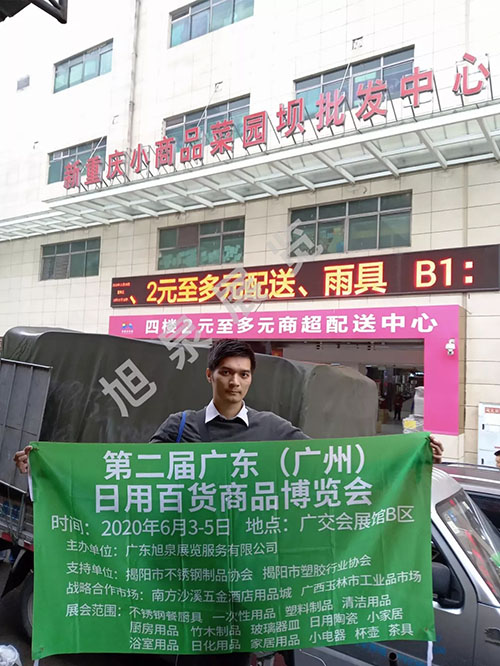 新重庆小商品菜园坝批发中心
、2元至多元配送、雨具 B1:
四楼2元至多元商超配送中心
旭泉展览
第二届广东（广州）
日用百货商品博览会
时间：2020年6月3-5日 地点：广交会展馆B区
主办单位：广东旭泉展览服务有限公司
支持单位：揭阳市不锈钢制品协会 揭阳市塑胶行业协会
战略合作市场：南方沙溪五金酒店用品城 广西玉林市工业品市场
展会范围：不锈钢餐厨具 一次性用品 塑料制品 清洁用品
厨房用品 竹木制品 玻璃器皿 日用陶瓷 小家居
浴室用品 日化用品 家居用品 小电器 杯壶 茶具